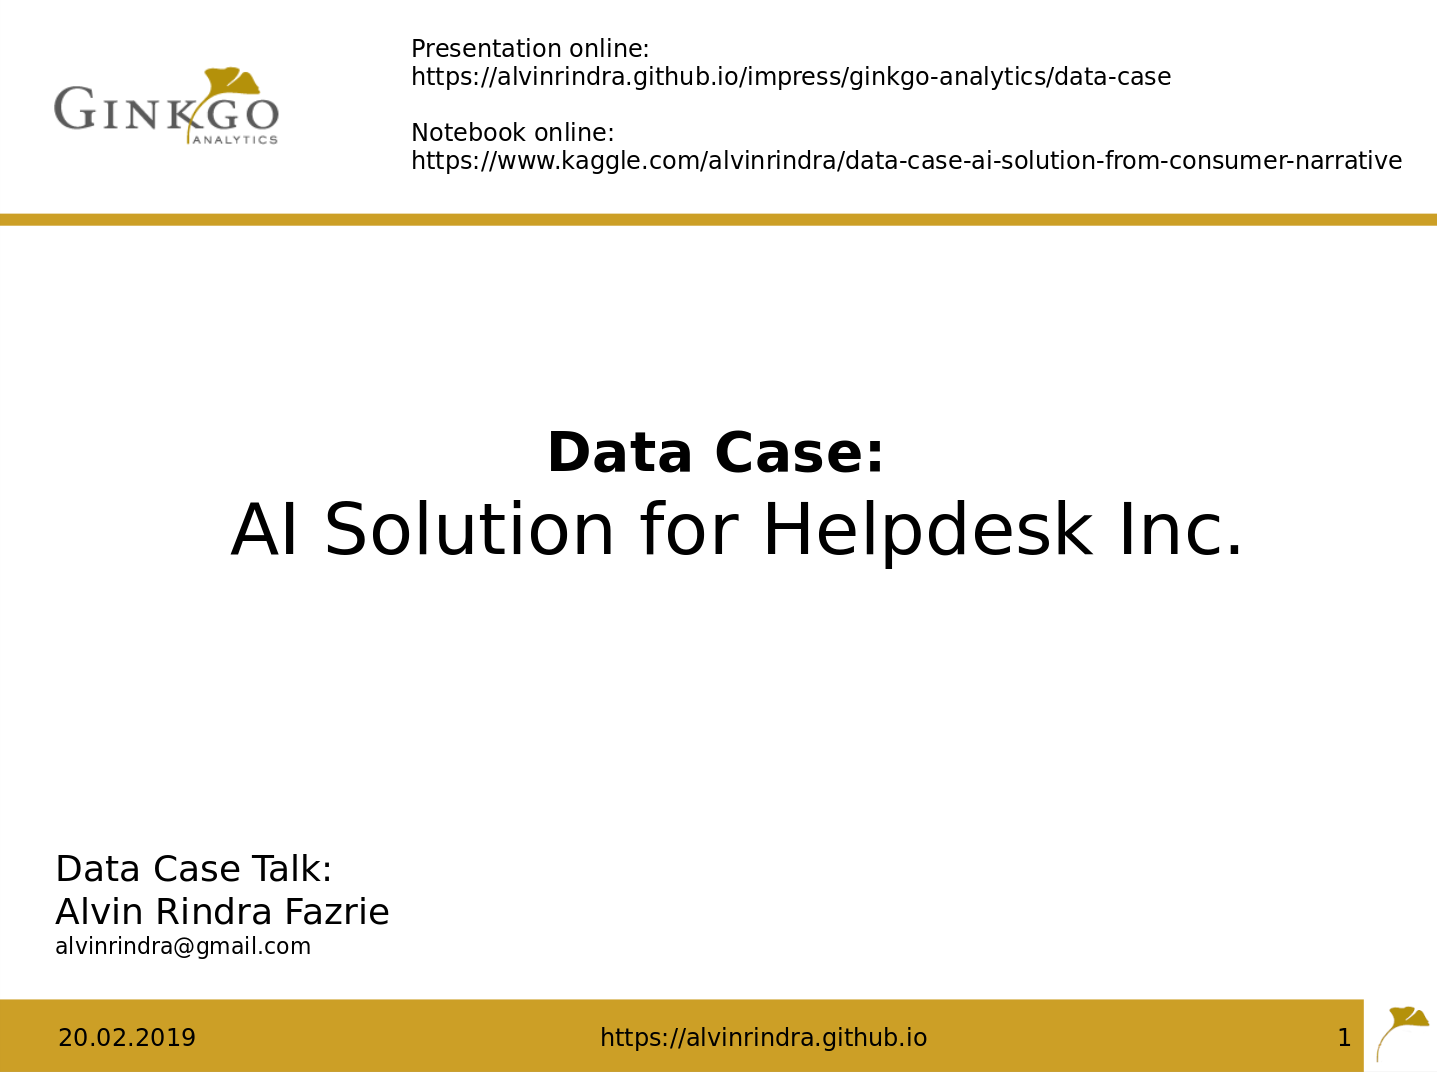 GINKGO
ANALYTICS
Presentation online:
https://alvinrindra.github.io/impress/ginkgo-analytics/data-case
Notebook online:
https://www.kaggle.com/alvinrindra/data-case-ai-solution-from-consumer-narrative
Data Case:
AI Solution for Helpdesk Inc.
Data Case Talk:
Alvin Rindra Fazrie
alvinrindra@gmail.com
20.02.2019
https://alvinrindra.github.io
1